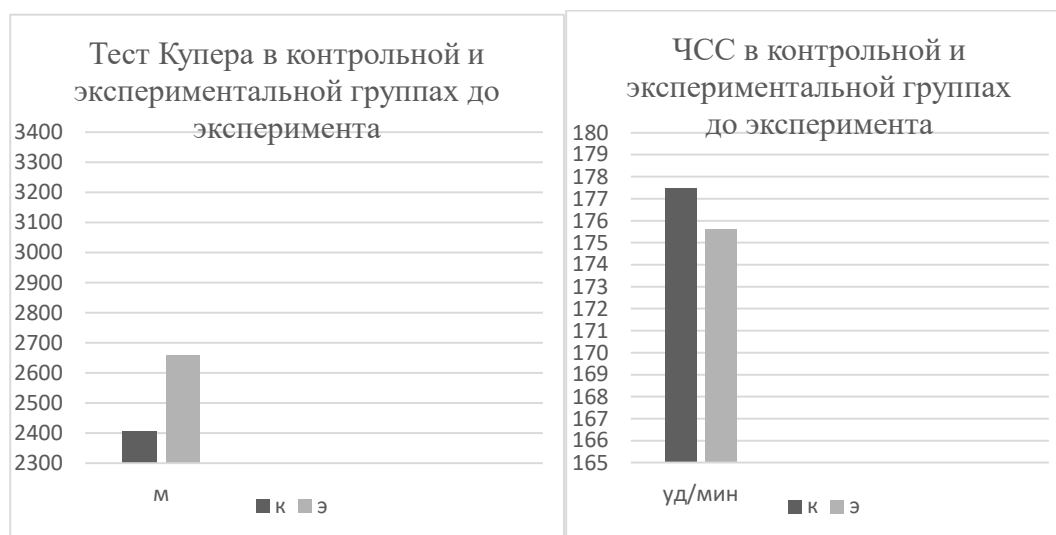 Тест Купера в контрольной и
экспериментальной группах до
эксперимента
3400
3300
3200
3100
3000
2900
2800
2700
2600
2500
2400
2300
м
к э
ЧСС в контрольной и
экспериментальной группах
до эксперимента
180
179
178
177
176
175
174
173
172
171
170
169
168
167
166
165
уд/мин
к э